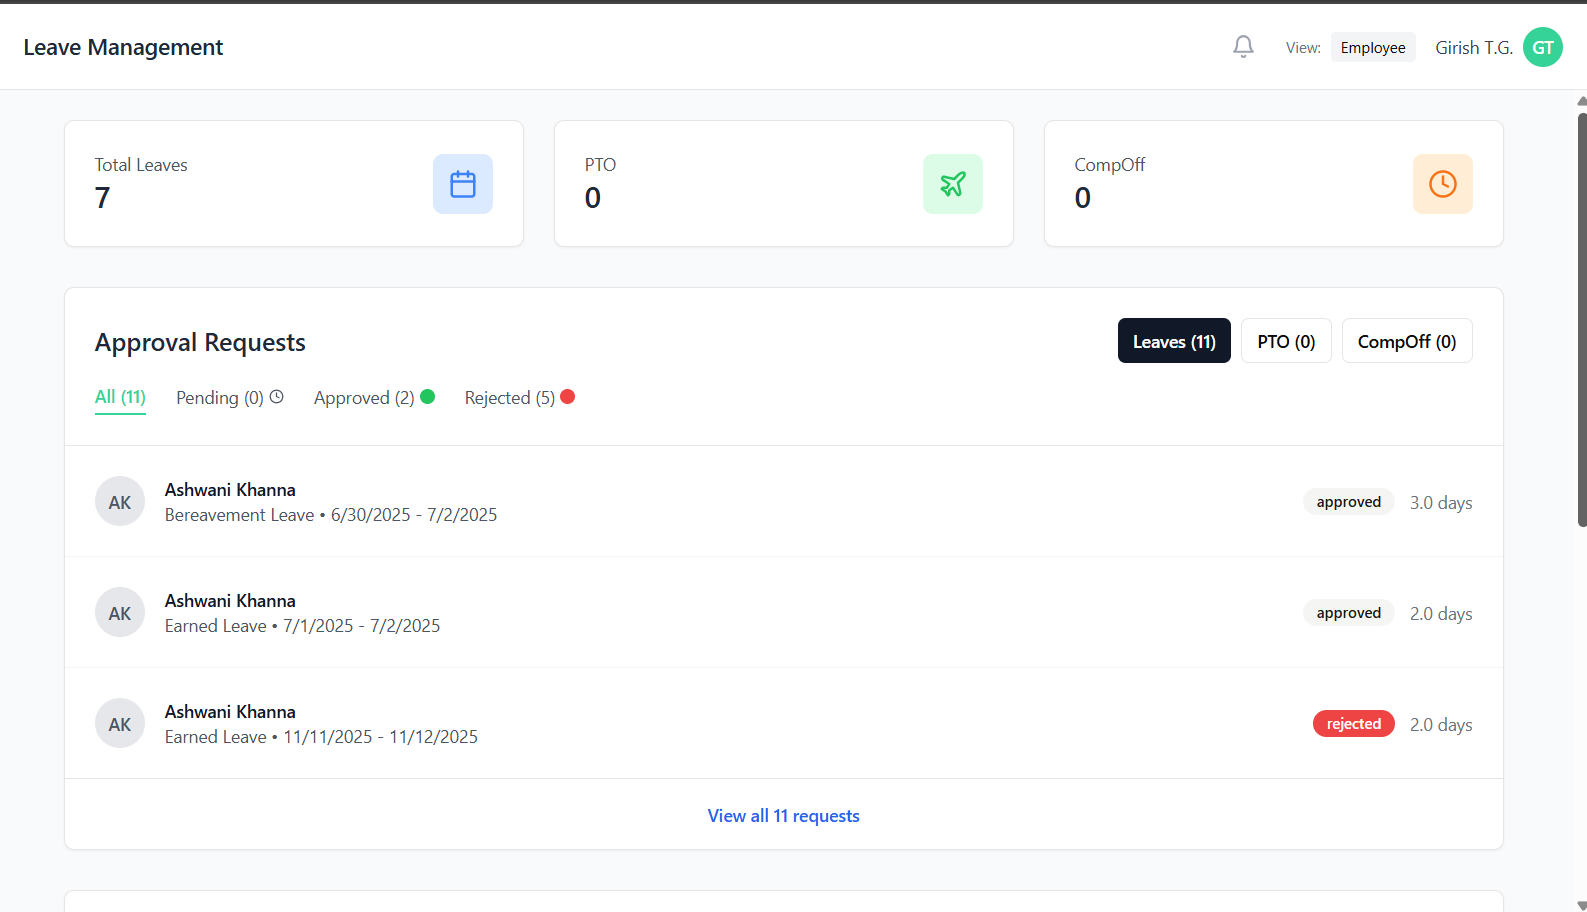 Leave Management
View: Employee Girish T.G. GT
Total Leaves
7
PTO
0
CompOff
0
Approval Requests
Leaves (11) PTO (0) CompOff (0)
All (11) Pending (0) Approved (2) Rejected (5)
AK
Ashwani Khanna
Bereavement Leave • 6/30/2025 - 7/2/2025
approved 3.0 days
AK
Ashwani Khanna
Earned Leave • 7/1/2025 - 7/2/2025
approved 2.0 days
AK
Ashwani Khanna
Earned Leave • 11/11/2025 - 11/12/2025
rejected 2.0 days
View all 11 requests